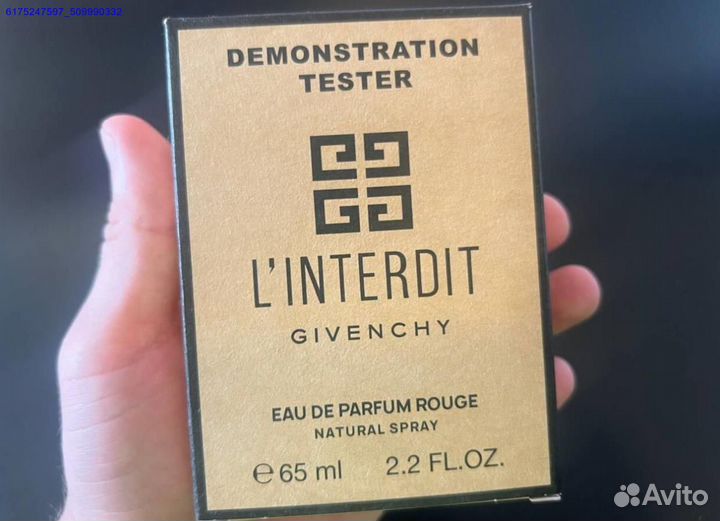 6175247597_509990332
DEMONSTRATION
TESTER
L'INTERDIT
GIVENCHY
EAU DE PARFUM ROUGE
NATURAL SPRAY
℮ 65 ml 2.2 FL.OZ.
Avito